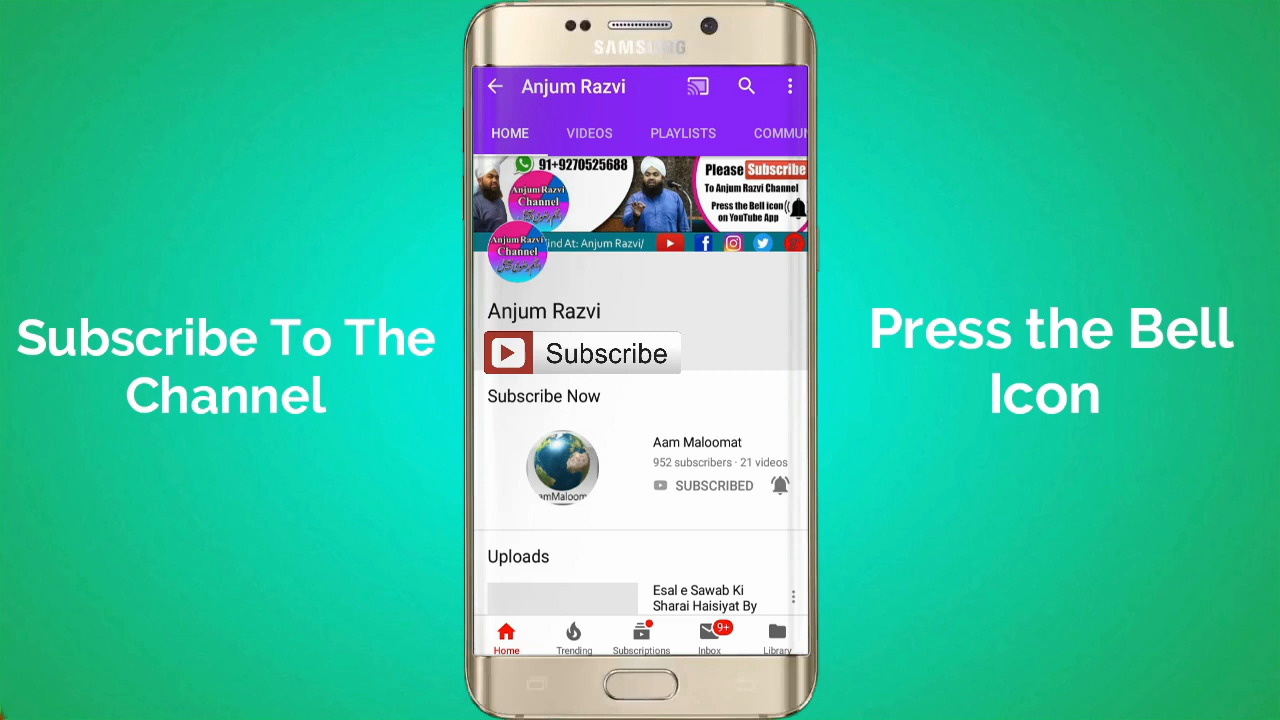 SAMSUNG
Anjum Razvi
HOME VIDEOS PLAYLISTS COMMUN
91+9270525688
Anjum Razvi
Channel
Please Subscribe
To Anjum Razvi Channel
Press the Bell icon
on YouTube App
Anjum Razvi
Channel
ind At: Anjum Razvi/
Anjum Razvi
Subscribe
Subscribe Now
Aam Maloomat
952 subscribers · 21 videos
SUBSCRIBED
amMaloom
Uploads
Esal e Sawab Ki
Sharai Haisiyat By
9+
Home Trending Subscriptions Inbox Library
Subscribe To The
Channel
Press the Bell
Icon